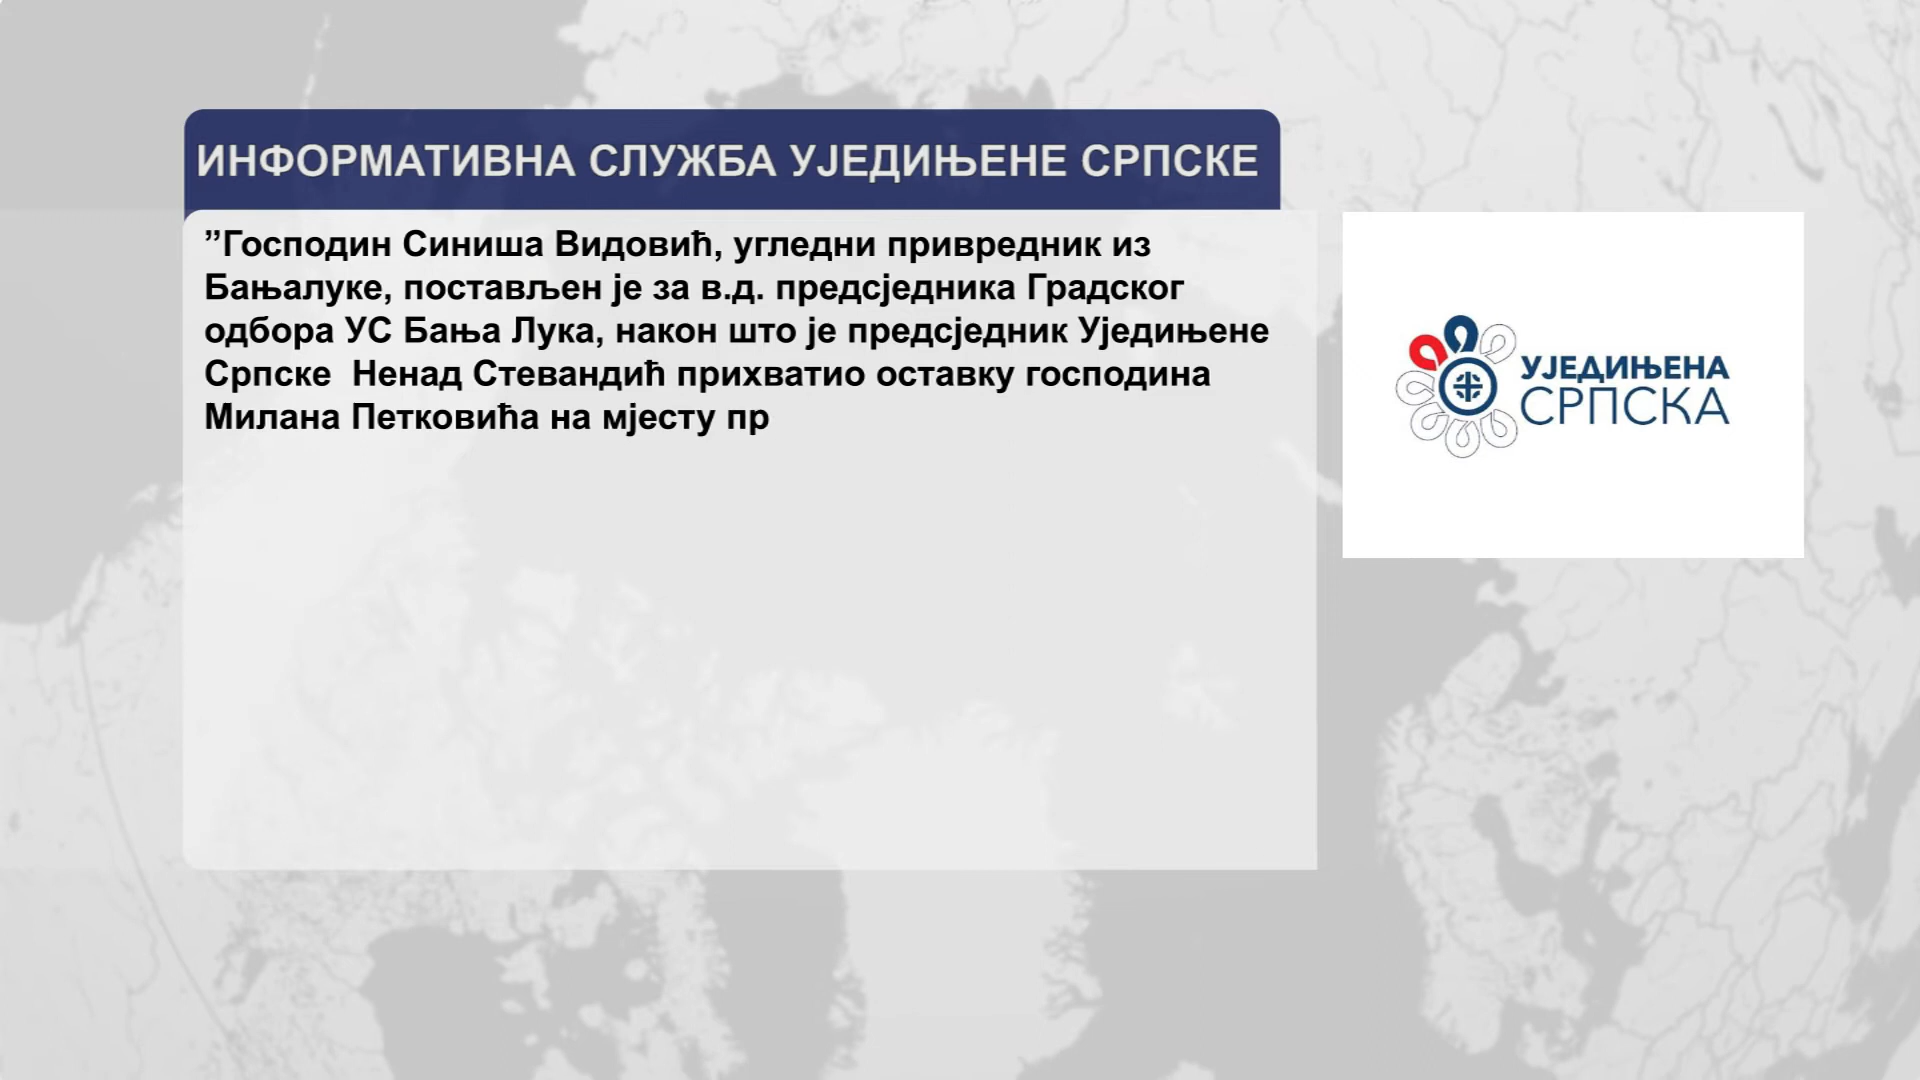 ИНФОРМАТИВНА СЛУЖБА УЈЕДИЊЕНЕ СРПСКЕ
”Господин Синиша Видовић, угледни привредник из
Бањалуке, постављен је за в.д. предсједника Градског
одбора УС Бања Лука, након што је предсједник Уједињене
Српске  Ненад Стевандић прихватио оставку господина
Милана Петковића на мјесту пр
УЈЕДИЊЕНА
СРПСКА